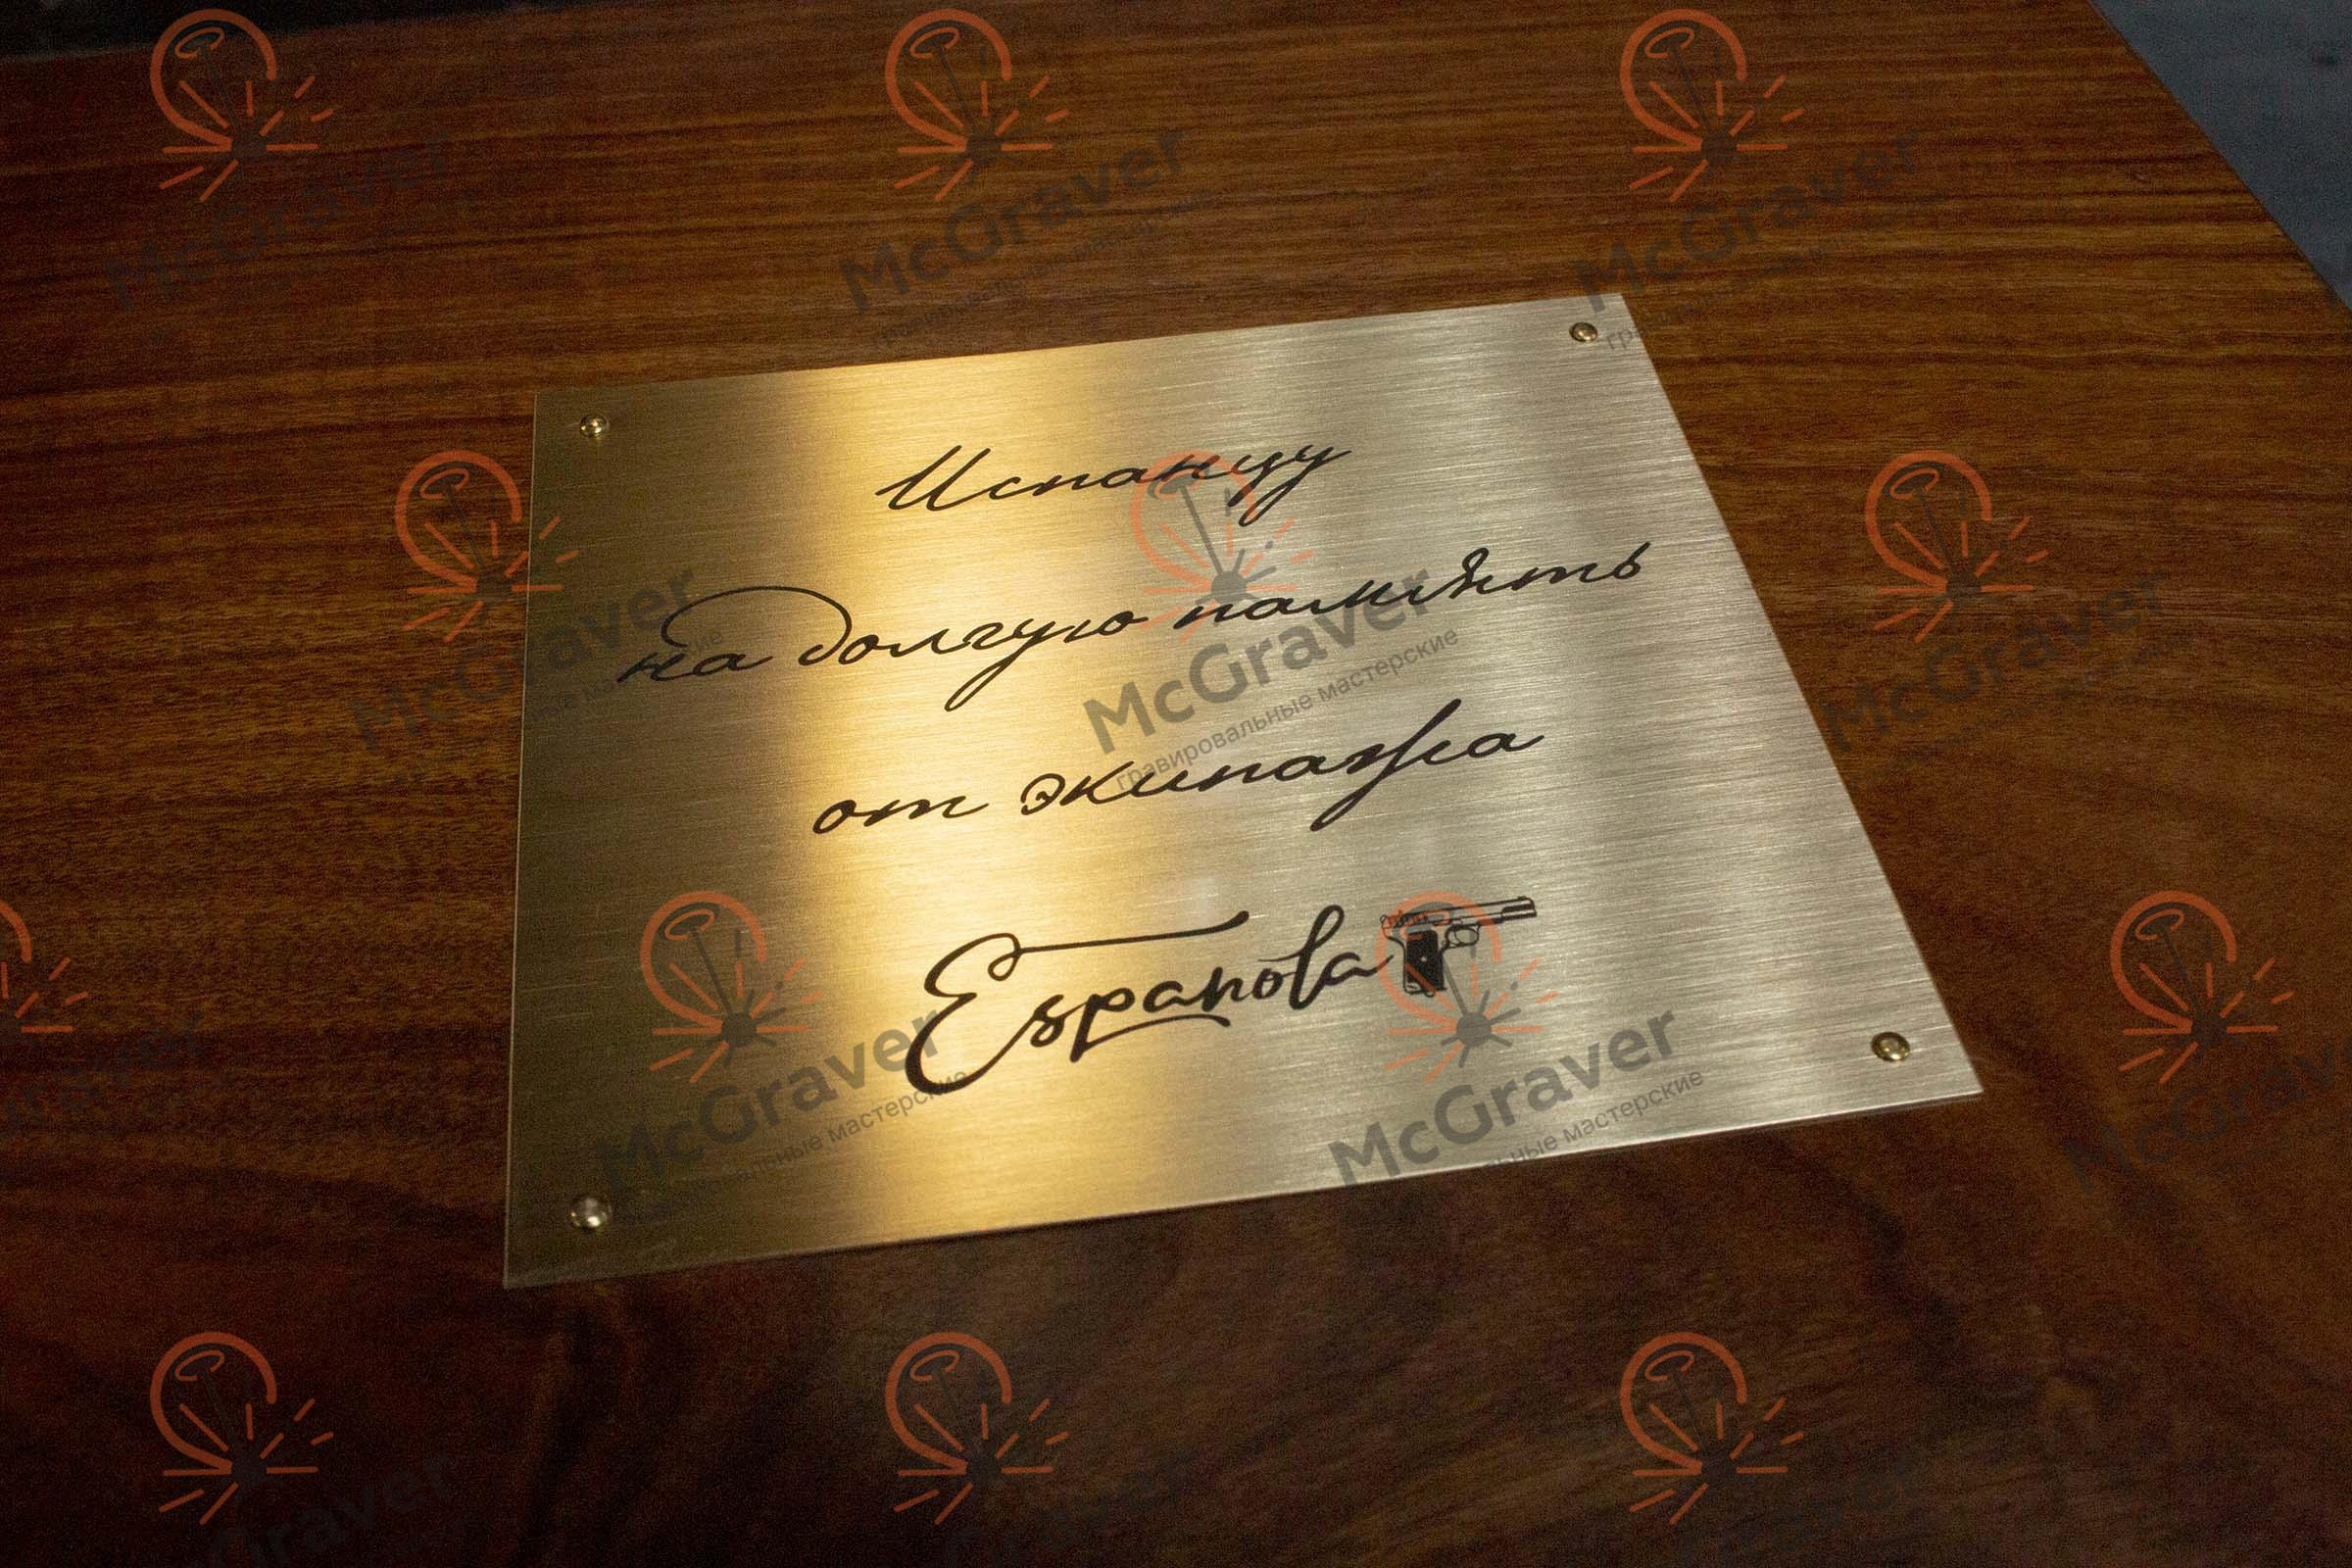 Испанцу
на долгую память
от экипажа
Espanola
McGraver
гравировальные мастерские